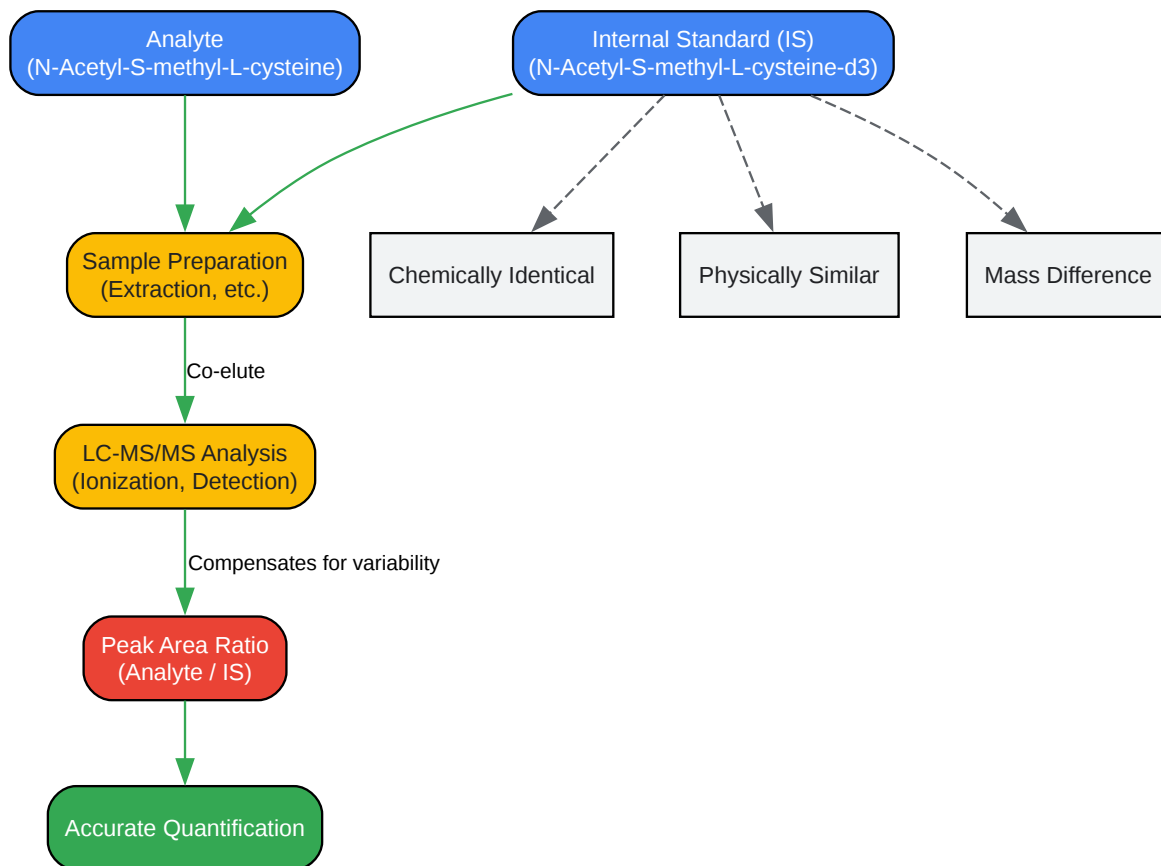 Analyte
(N-Acetyl-S-methyl-L-cysteine)
Internal Standard (IS)
(N-Acetyl-S-methyl-L-cysteine-d3)
Sample Preparation
(Extraction, etc.)
Chemically Identical
Physically Similar
Mass Difference
Co-elute
LC-MS/MS Analysis
(Ionization, Detection)
Compensates for variability
Peak Area Ratio
(Analyte / IS)
Accurate Quantification